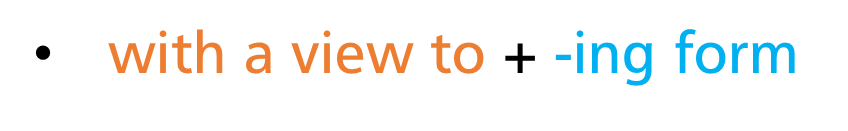 • with a view to + -ing form